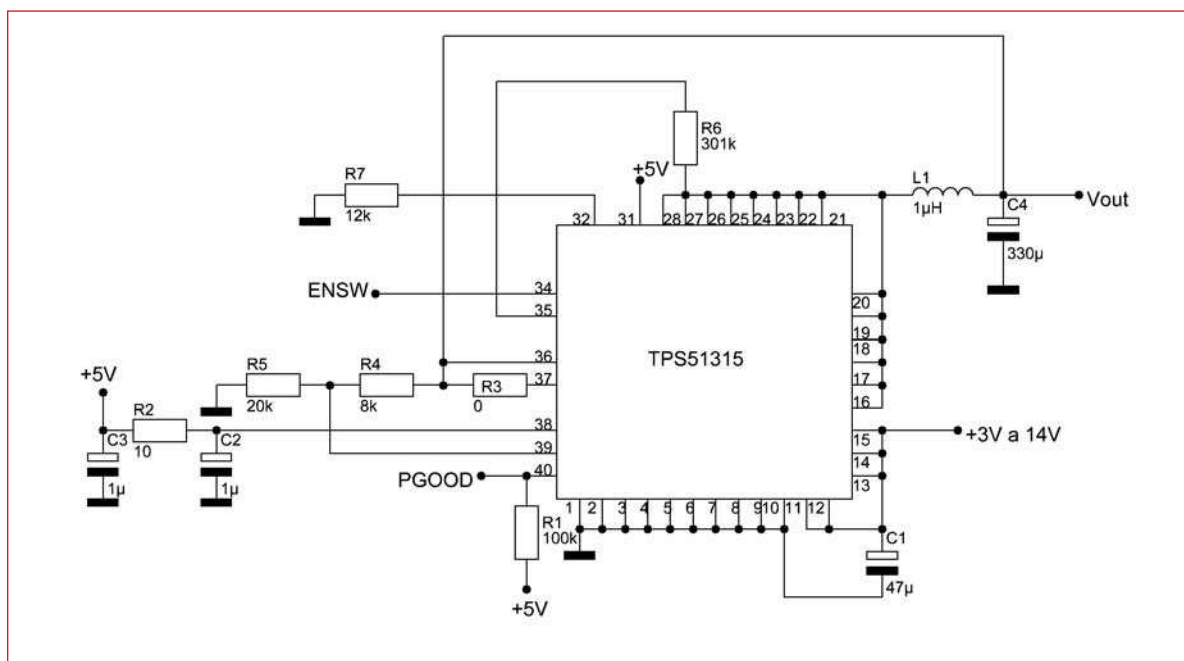 R6
301k
+5V
R7
12k
L1
1µH
C4
330µ
Vout
32
31
28
27
26
25
24
23
22
21
ENSW
34
35
36
37
38
39
40
TPS51315
20
19
18
17
16
15
14
13
+3V a 14V
R5
20k
R4
8k
R3
0
+5V
R2
10
C3
1µ
C2
1µ
PGOOD
R1
100k
+5V
1
2
3
4
5
6
7
8
9
10
11
12
C1
47µ